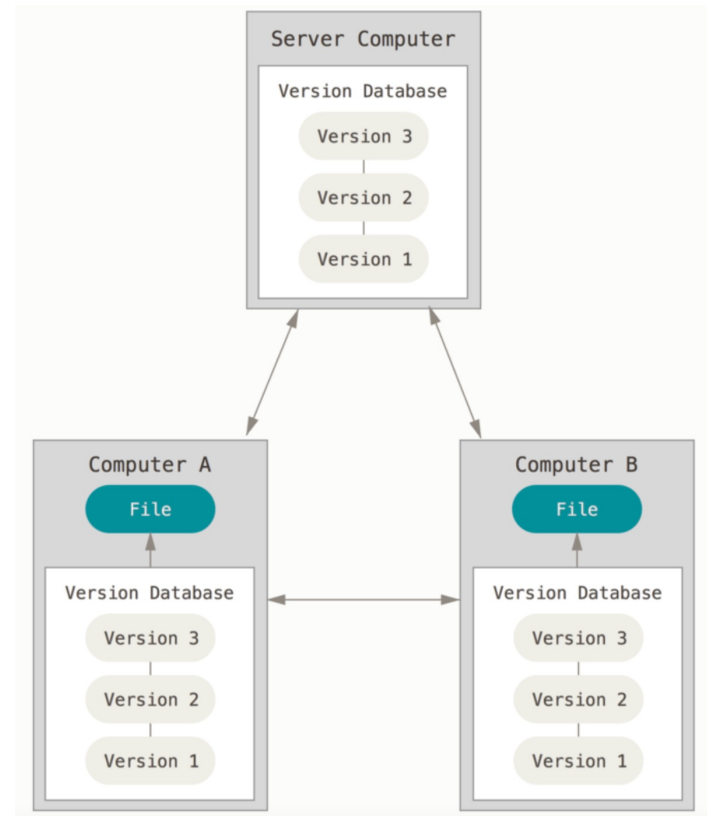 Server Computer
Version Database
Version 3
Version 2
Version 1
Computer A
File
Version Database
Version 3
Version 2
Version 1
Computer B
File
Version Database
Version 3
Version 2
Version 1